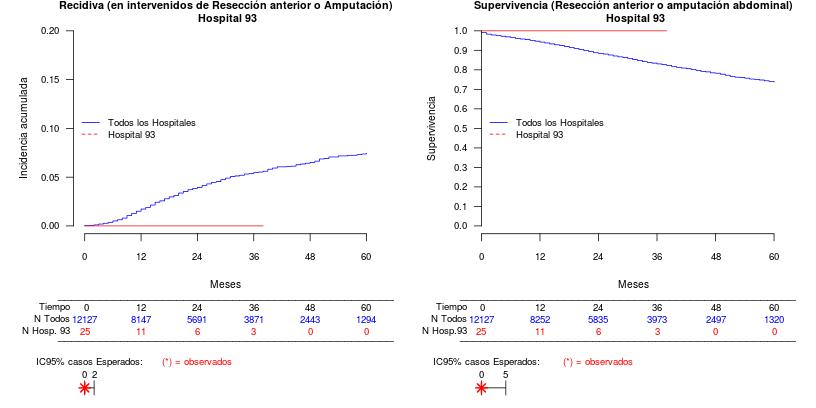 Recidiva (en intervenidos de Resección anterior o Amputación)
Hospital 93
0.20
0.15
0.10
0.05
0.00
Incidencia acumulada
Todos los Hospitales
Hospital 93
0 12 24 36 48 60
Meses
Tiempo 0 12 24 36 48 60
N Todos 12127 8147 5691 3871 2443 1294
N Hosp. 93 25 11 6 3 0 0
IC95% casos Esperados: (*) = observados
0 2
Supervivencia (Resección anterior o amputación abdominal)
Hospital 93
1.0
0.9
0.8
0.7
0.6
0.5
0.4
0.3
0.2
0.1
0.0
Supervivencia
Todos los Hospitales
Hospital 93
0 12 24 36 48 60
Meses
Tiempo 0 12 24 36 48 60
N Todos 12127 8252 5835 3973 2497 1320
N Hosp.93 25 11 6 3 0 0
IC95% casos Esperados: (*) = observados
0 5